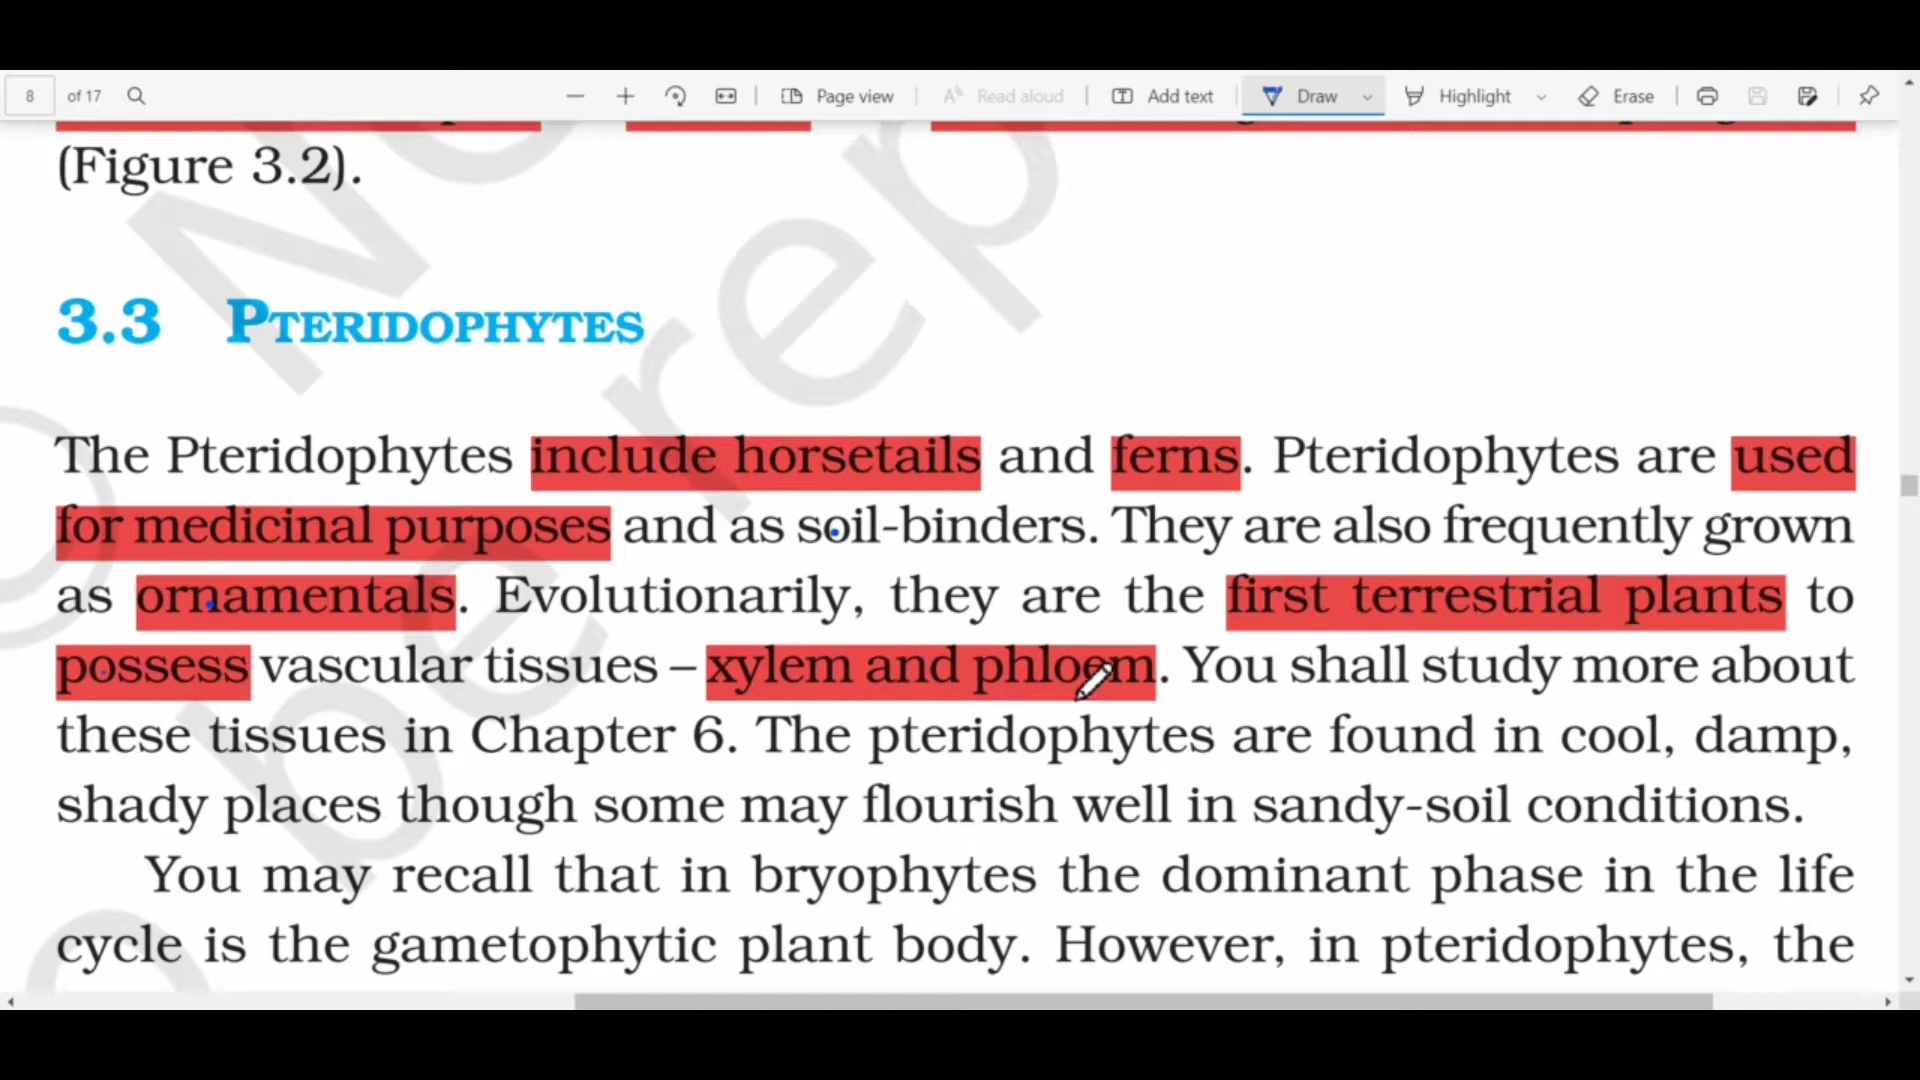 8 of 17 Page view Read aloud Add text Draw Highlight Erase
(Figure 3.2).
3.3 PTERIDOPHYTES
The Pteridophytes include horsetails and ferns. Pteridophytes are used
for medicinal purposes and as soil-binders. They are also frequently grown
as ornamentals. Evolutionarily, they are the first terrestrial plants to
possess vascular tissues – xylem and phloem. You shall study more about
these tissues in Chapter 6. The pteridophytes are found in cool, damp,
shady places though some may flourish well in sandy-soil conditions.
You may recall that in bryophytes the dominant phase in the life
cycle is the gametophytic plant body. However, in pteridophytes, the